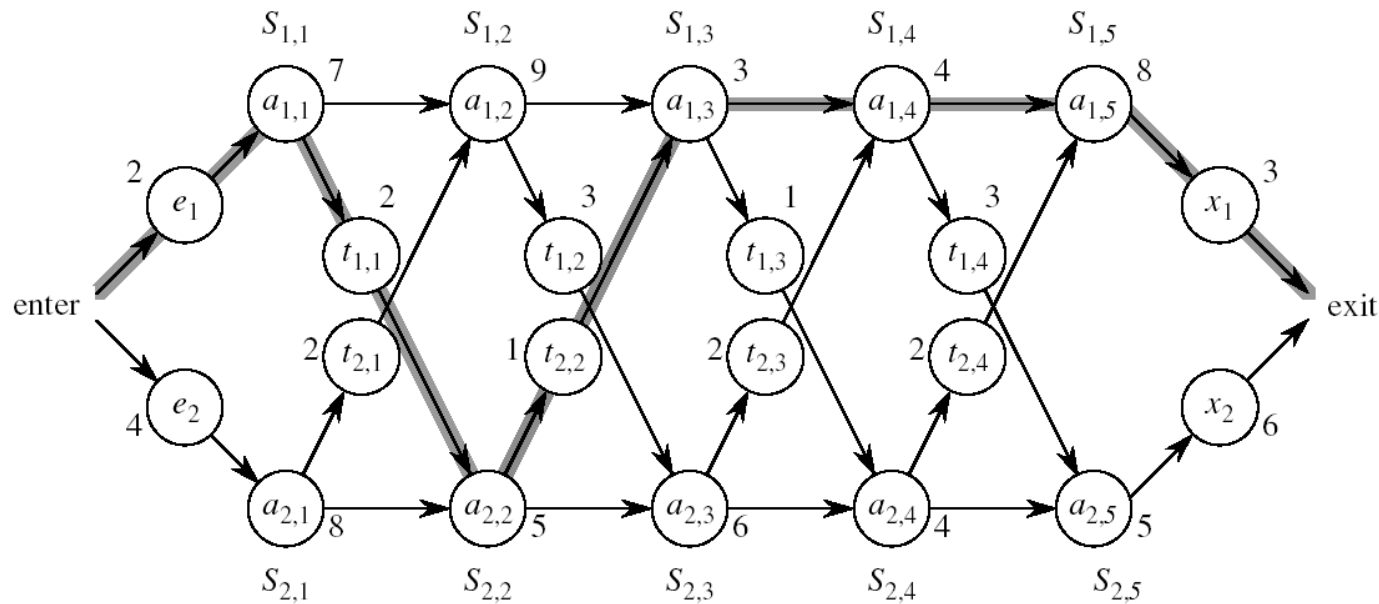 S1,1 S1,2 S1,3 S1,4 S1,5
7 9 3 4 8
a1,1 a1,2 a1,3 a1,4 a1,5
2 e1 2 3 1 3 x1 3
t1,1 t1,2 t1,3 t1,4
enter exit
2 t2,1 1 t2,2 2 t2,3 2 t2,4
4 e2 x2 6
a2,1 a2,2 a2,3 a2,4 a2,5
8 5 6 4 5
S2,1 S2,2 S2,3 S2,4 S2,5